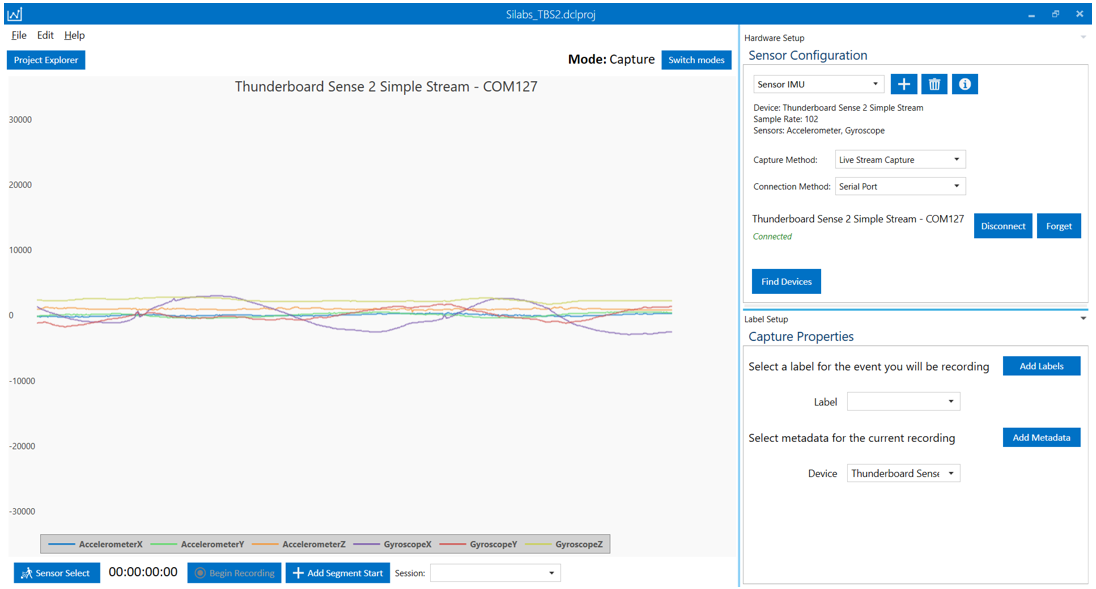 Silabs_TBS2.dclproj
File Edit Help
Project Explorer
Mode: Capture
Switch modes
Thunderboard Sense 2 Simple Stream - COM127
30000
20000
10000
0
-10000
-20000
-30000
AccelerometerX AccelerometerY AccelerometerZ GyroscopeX GyroscopeY GyroscopeZ
Sensor Select 00:00:00:00 Begin Recording Add Segment Start Session:
Hardware Setup
Sensor Configuration
Sensor IMU
Device: Thunderboard Sense 2 Simple Stream
Sample Rate: 102
Sensors: Accelerometer, Gyroscope
Capture Method: Live Stream Capture
Connection Method: Serial Port
Thunderboard Sense 2 Simple Stream - COM127
Connected
Disconnect Forget
Find Devices
Label Setup
Capture Properties
Select a label for the event you will be recording Add Labels
Label
Select metadata for the current recording Add Metadata
Device Thunderboard Sense